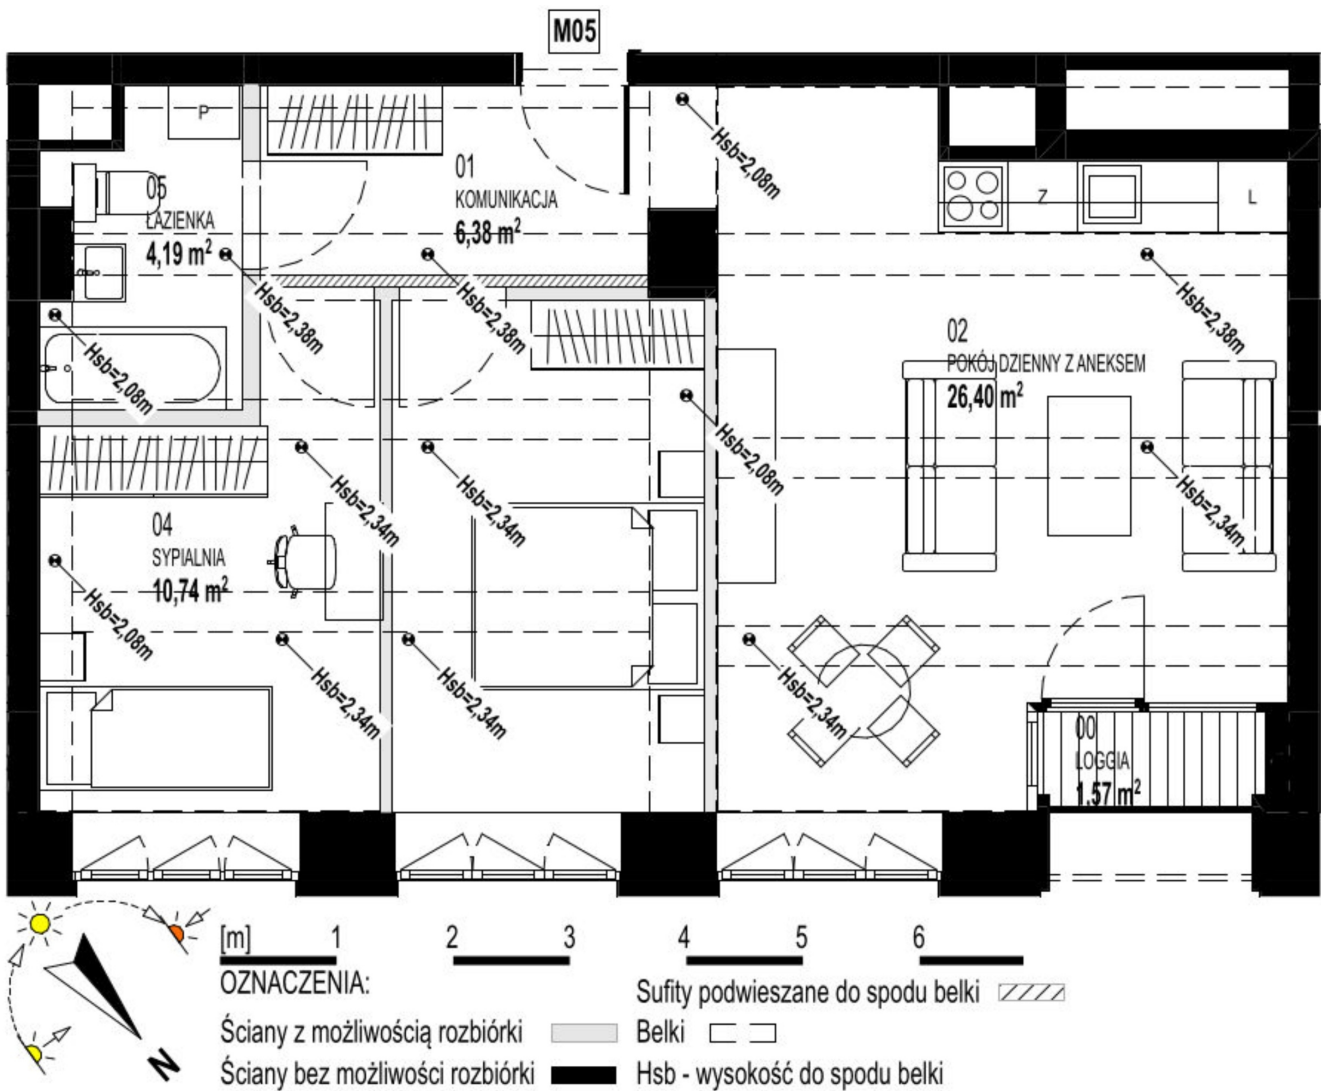 M05
P
Hsb=2,08m
01
KOMUNIKACJA
6,38 m²
05
ŁAZIENKA
4,19 m²
Z
L
Hsb=2,38m
Hsb=2,38m
Hsb=2,38m
Hsb=2,08m
02
POKÓJ DZIENNY Z ANEKSEM
26,40 m²
Hsb=2,08m
Hsb=2,34m
Hsb=2,34m
Hsb=2,34m
04
SYPIALNIA
10,74 m²
Hsb=2,08m
Hsb=2,34m
Hsb=2,34m
Hsb=2,34m
00
LOGGIA
1,57 m²
N
[m] 1 2 3 4 5 6
OZNACZENIA:
Sufity podwieszane do spodu belki
Ściany z możliwością rozbiórki
Belki
Ściany bez możliwości rozbiórki
Hsb - wysokość do spodu belki